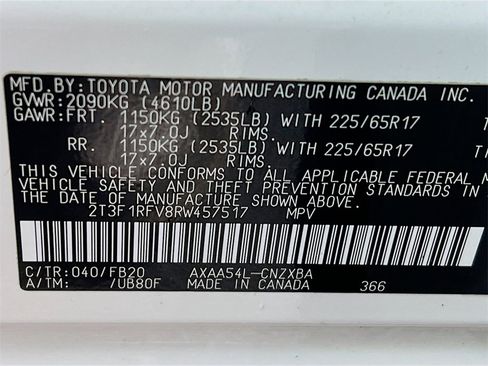 MFD.BY: TOYOTA MOTOR MANUFACTURING CANADA INC.
GVWR: 2090KG (4610LB)
GAWR: FRT. 1150KG (2535LB) WITH 225/65R17
17x7.0J RIMS.
RR. 1150KG (2535LB) WITH 225/65R17
17x7.0J RIMS.
THIS VEHICLE CONFORMS TO ALL APPLICABLE FEDERAL
VEHICLE SAFETY AND THEFT PREVENTION STANDARDS IN
THE DATE OF MANUFACTURE SHOWN ABOVE.
2T3F1RFV8RW457517 MPV
C/TR: 040/FB20 AXAA54L-CNZXBA
A/TM: /UB80F MADE IN CANADA 366